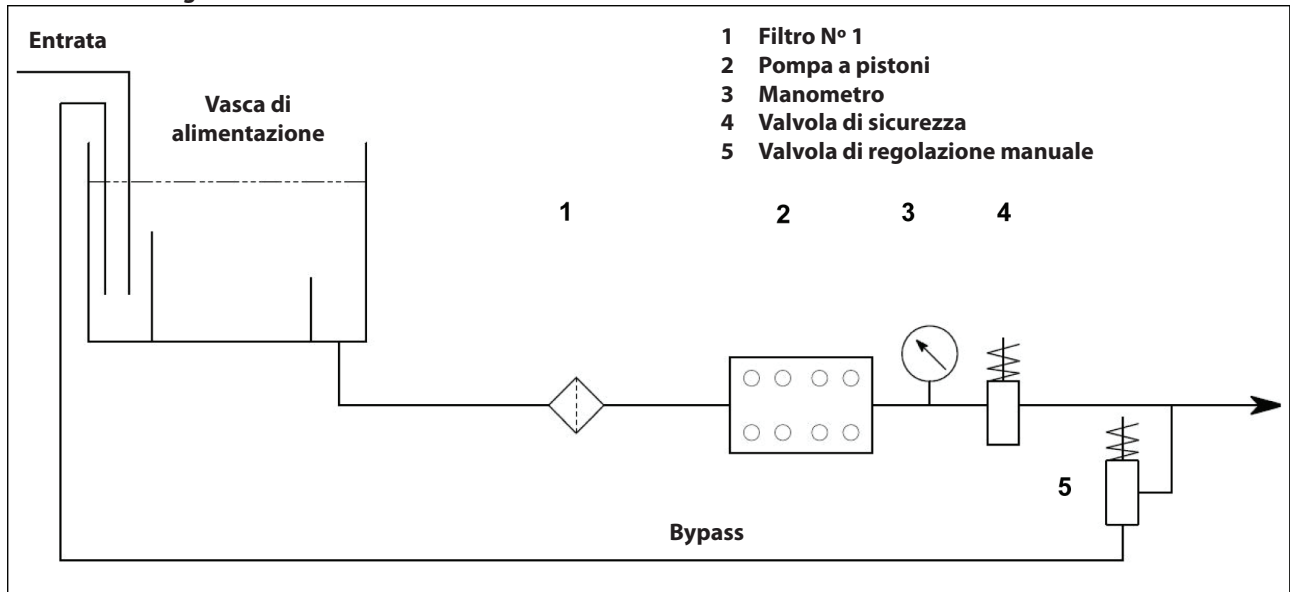 Entrata
Vasca di
alimentazione
1 Filtro Nº 1
2 Pompa a pistoni
3 Manometro
4 Valvola di sicurezza
5 Valvola di regolazione manuale
1
2
3
4
5
Bypass